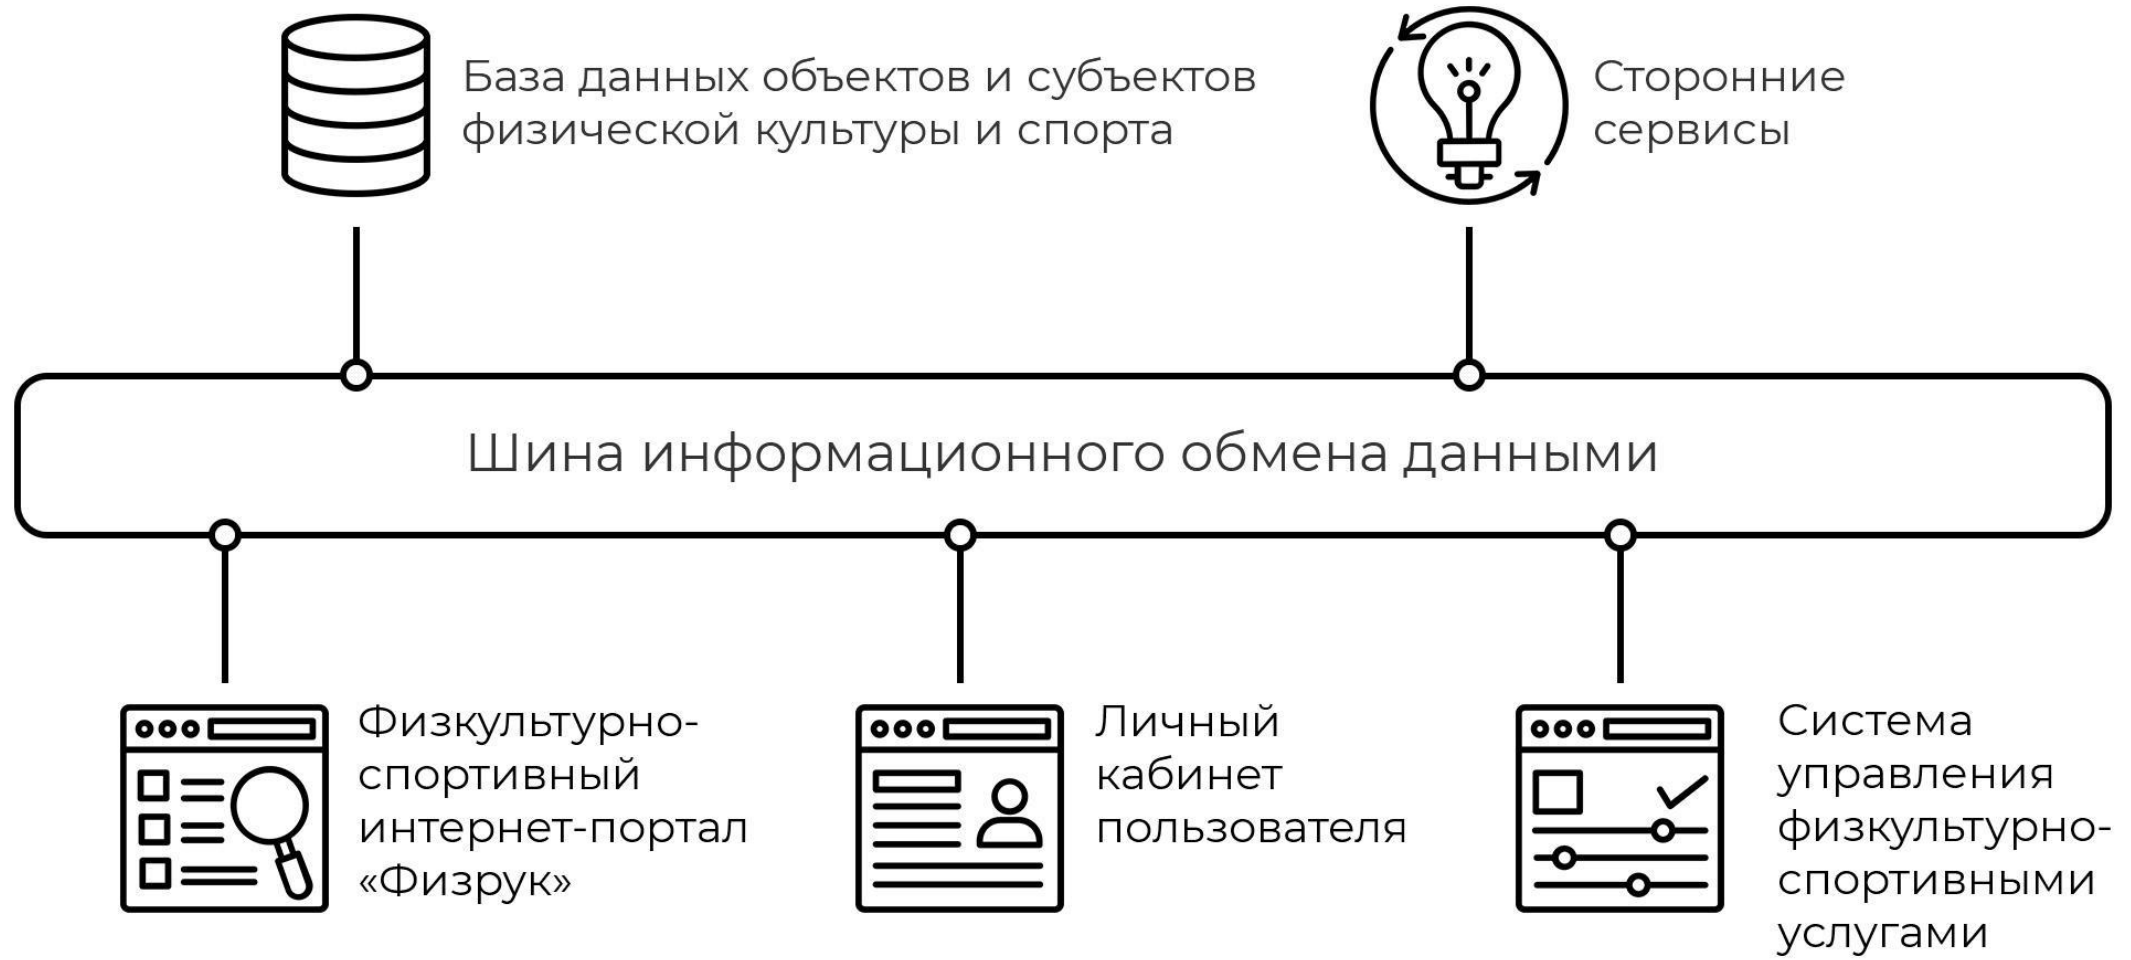 База данных объектов и субъектов
физической культуры и спорта
Сторонние
сервисы
Шина информационного обмена данными
Физкультурно-
спортивный
интернет-портал
«Физрук»
Личный
кабинет
пользователя
Система
управления
физкультурно-
спортивными
услугами